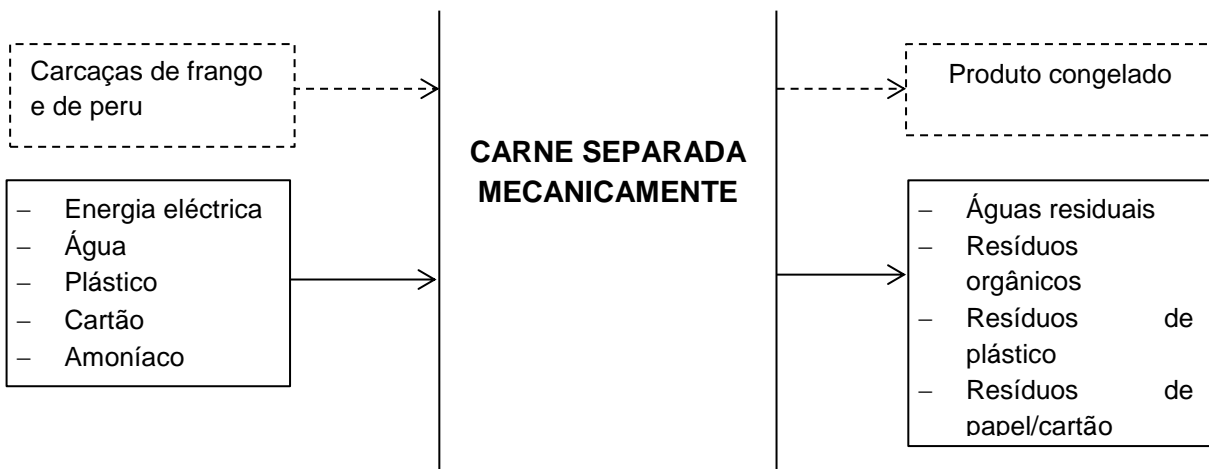 Carcaças de frango
e de peru
Produto congelado
CARNE SEPARADA
MECANICAMENTE
– Energia eléctrica
– Água
– Plástico
– Cartão
– Amoníaco
– Águas residuais
– Resíduos
orgânicos
– Resíduos de
plástico
– Resíduos de
papel/cartão